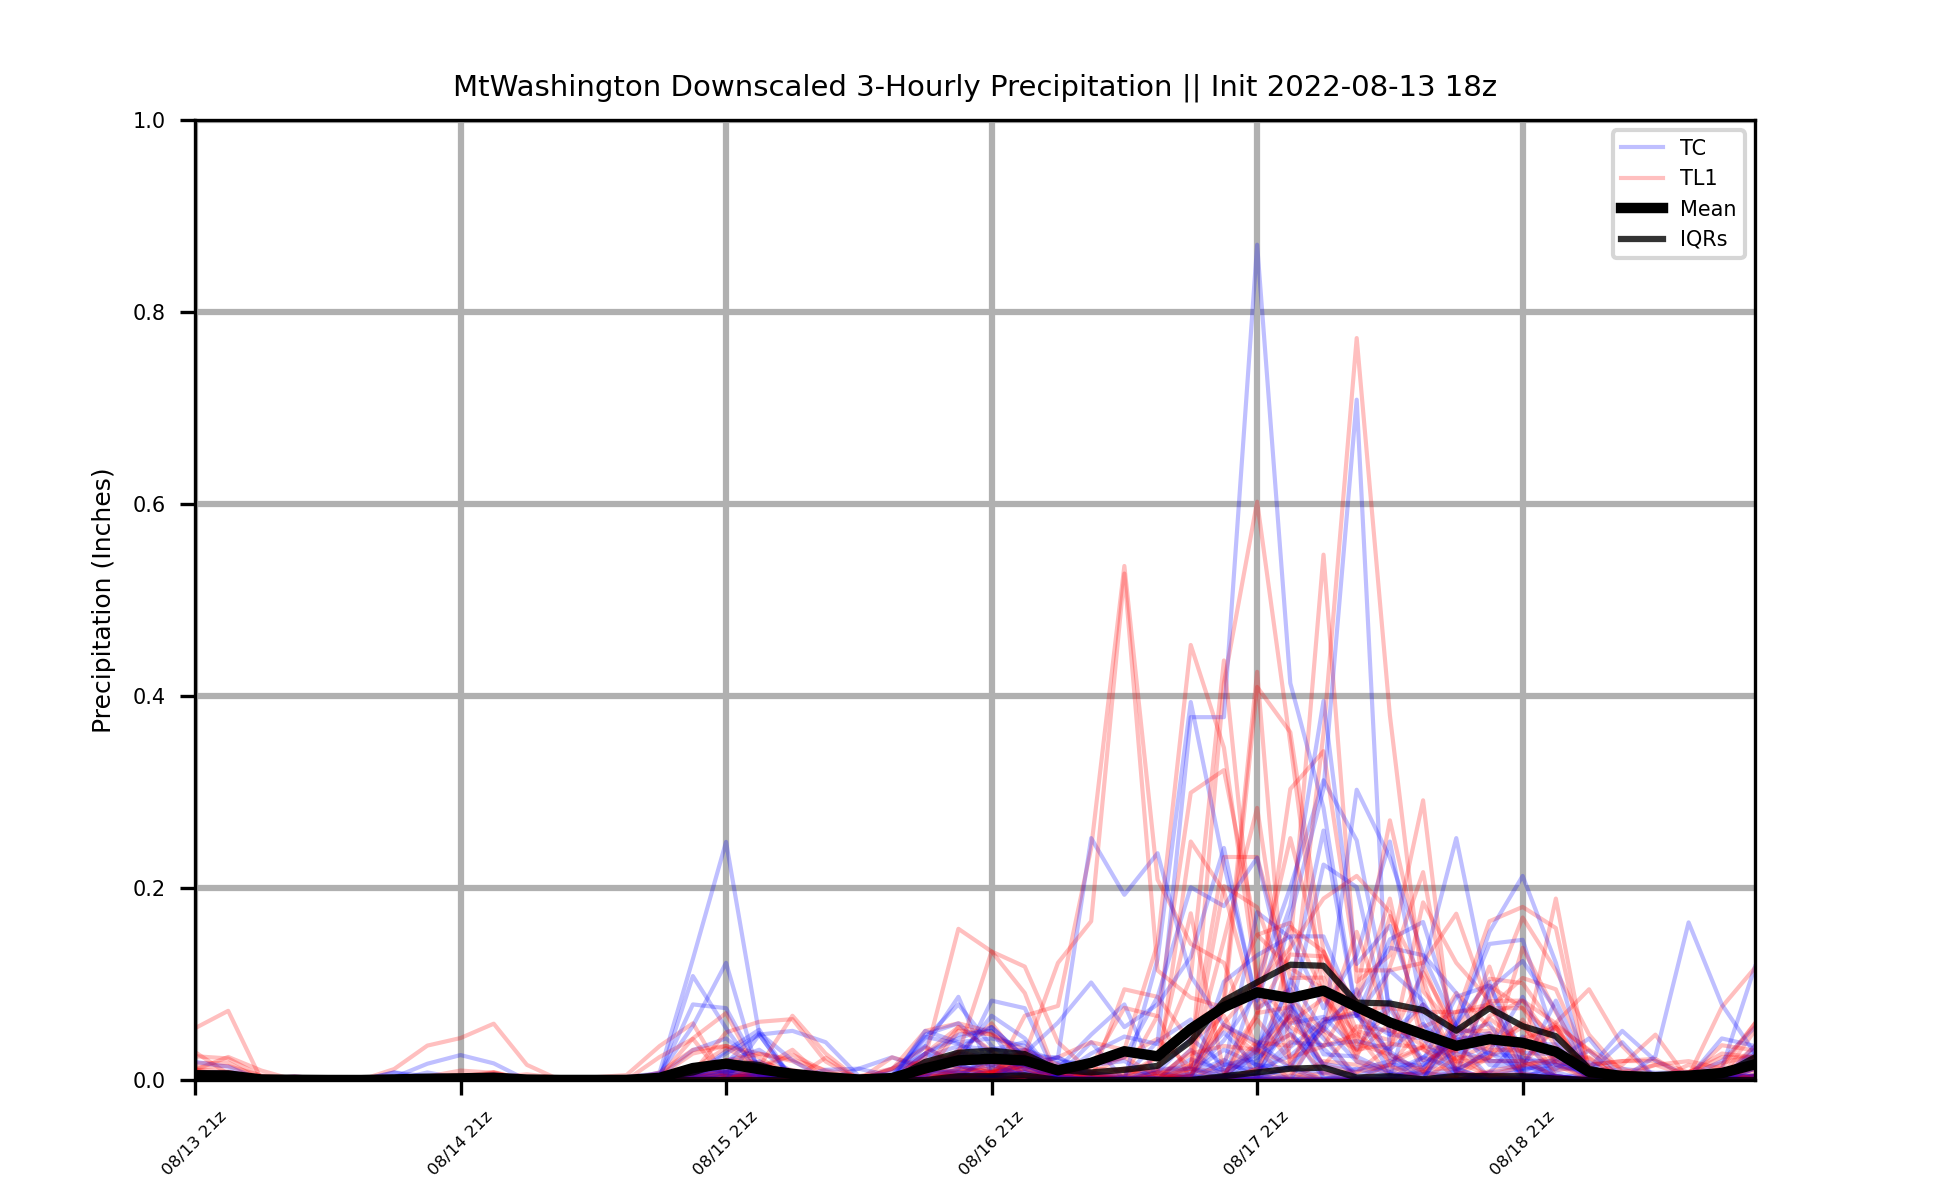 MtWashington Downscaled 3-Hourly Precipitation || Init 2022-08-13 18z
Precipitation (Inches)
1.0
0.8
0.6
0.4
0.2
0.0
TC
TL1
Mean
IQRs
08/13 21z
08/14 21z
08/15 21z
08/16 21z
08/17 21z
08/18 21z